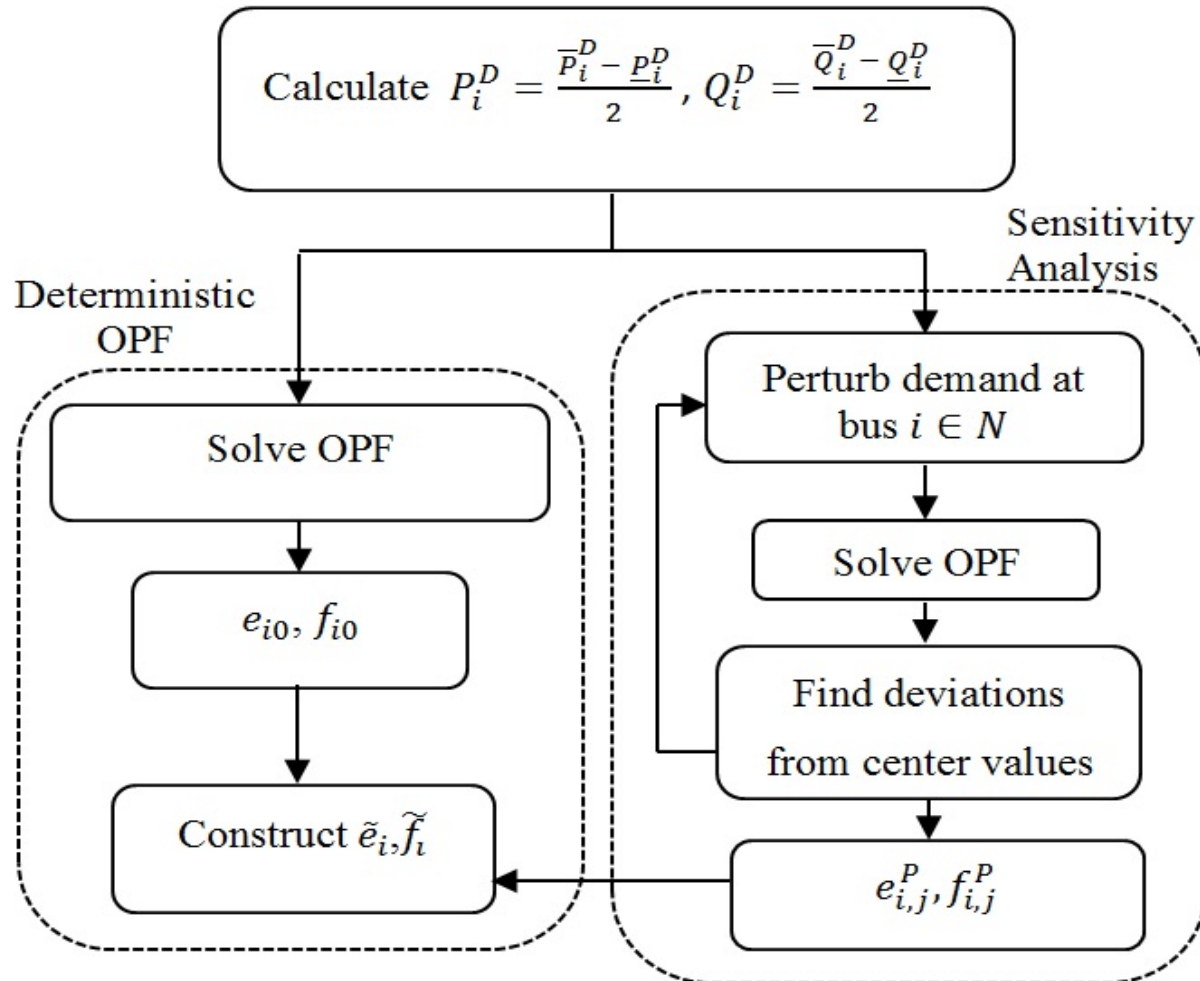 Calculate $P_i^D = \frac{\overline{P}_i^D - \underline{P}_i^D}{2}$ , $Q_i^D = \frac{\overline{Q}_i^D - \underline{Q}_i^D}{2}$
Deterministic
OPF
Solve OPF
$e_{i0}$, $f_{i0}$
Construct $\tilde{e}_i$,$\tilde{f}_i$
Sensitivity
Analysis
Perturb demand at
bus $i \in N$
Solve OPF
Find deviations
from center values
$e_{i,j}^P$, $f_{i,j}^P$